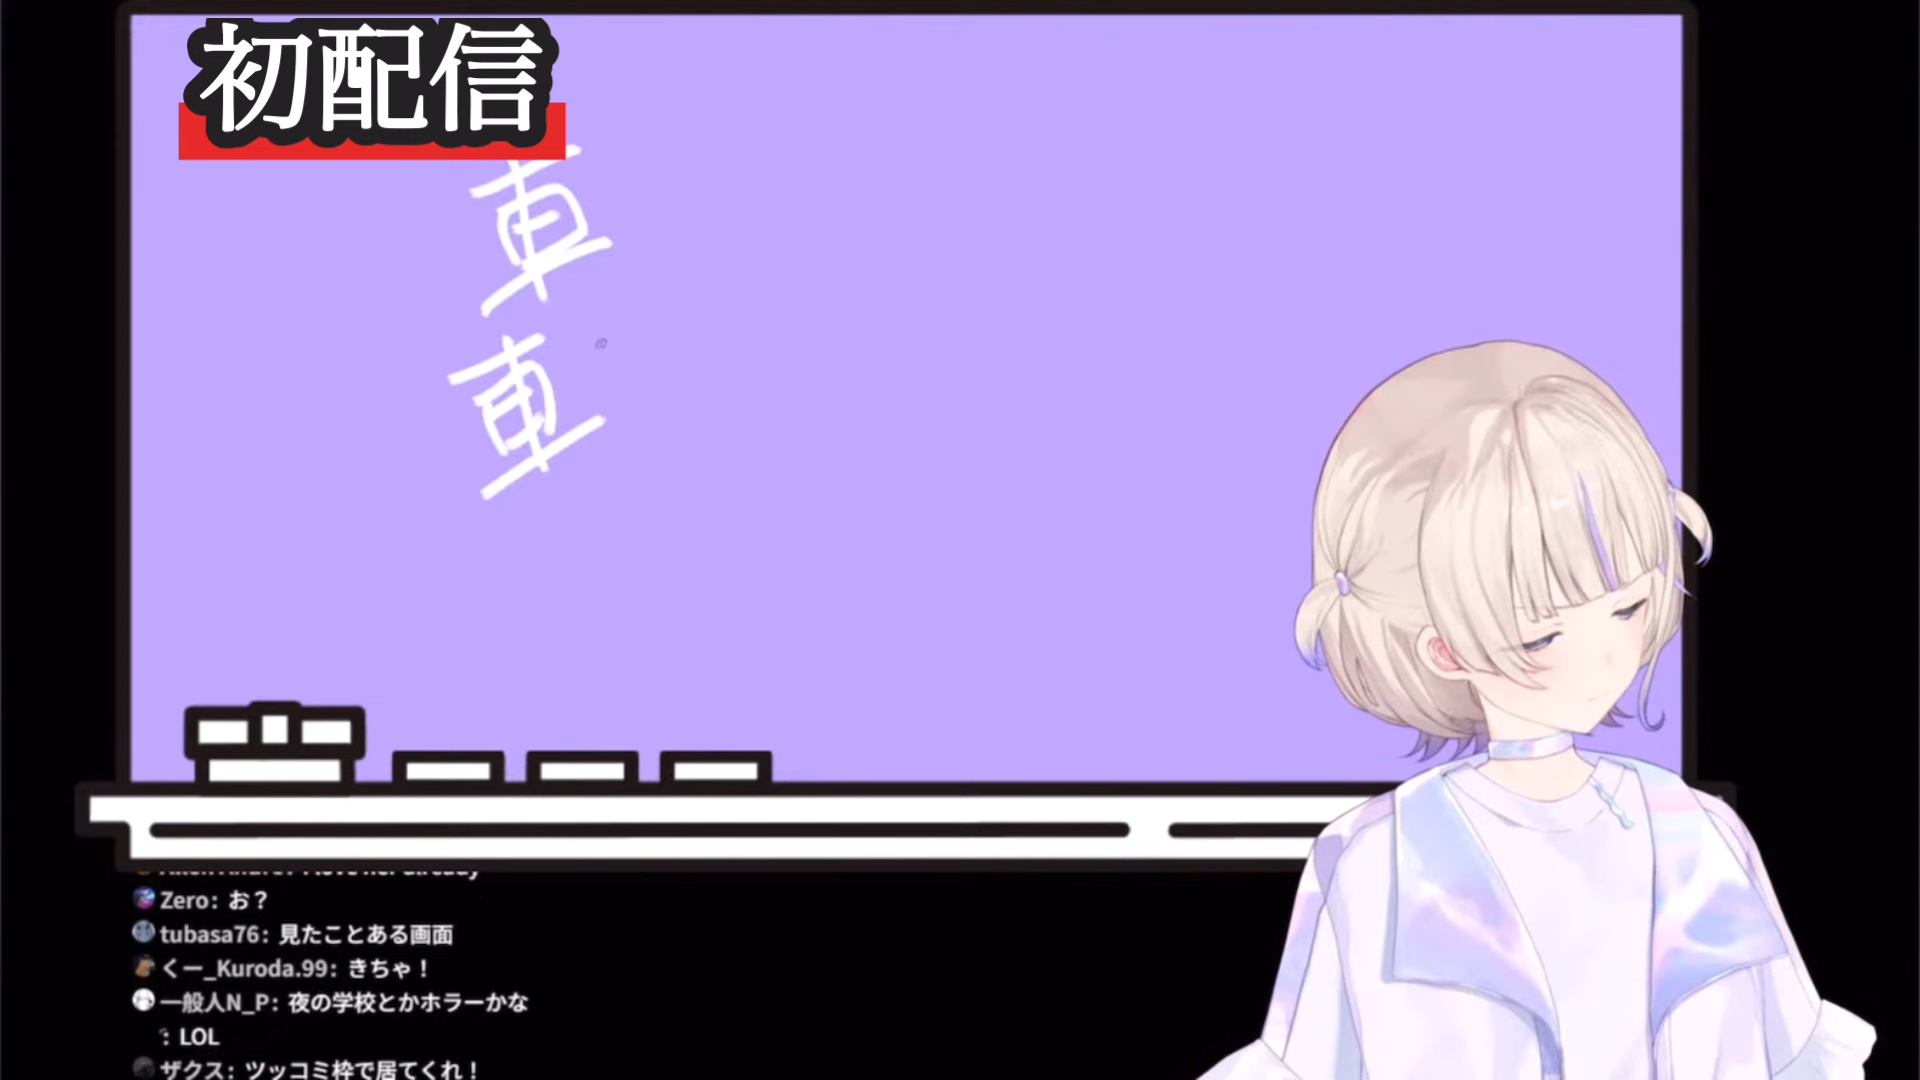 初配信
車
車
Zero: お？
tubasa76: 見たことある画面
くー_Kuroda.99: きちゃ！
一般人N_P: 夜の学校とかホラーかな
: LOL
ザクス: ツッコミ枠で居てくれ！